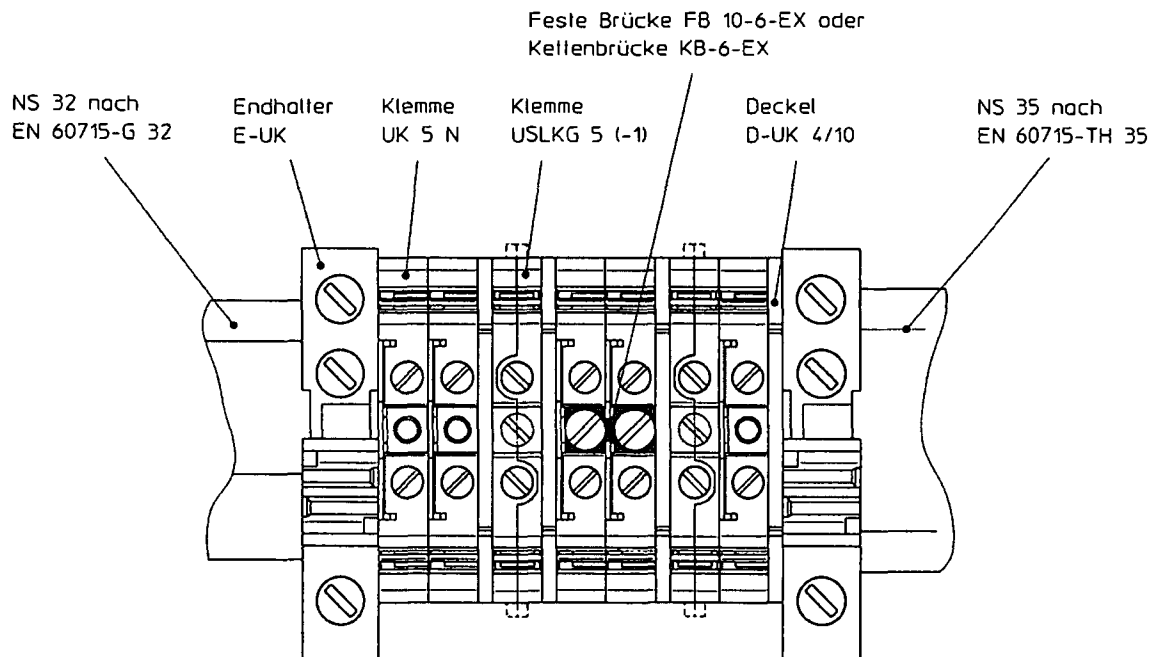 Feste Brücke FB 10-6-EX oder
Kettenbrücke KB-6-EX
NS 32 nach
EN 60715-G 32
Endhalter
E-UK
Klemme
UK 5 N
Klemme
USLKG 5 (-1)
Deckel
D-UK 4/10
NS 35 nach
EN 60715-TH 35